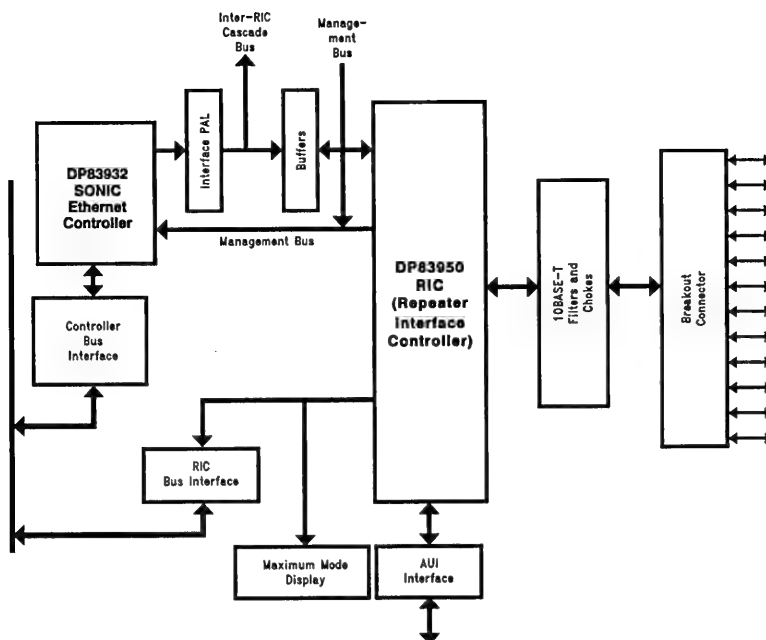 Inter-RIC
Cascade
Bus
Manage-
ment
Bus
DP83932
SONIC
Ethernet
Controller
Interface PAL
Buffers
Management Bus
DP83950
RIC
(Repeater
Interface
Controller)
10BASE-T
Filters and
Chokes
Breakout
Connector
Controller
Bus
Interface
RIC
Bus Interface
Maximum Mode
Display
AUI
Interface